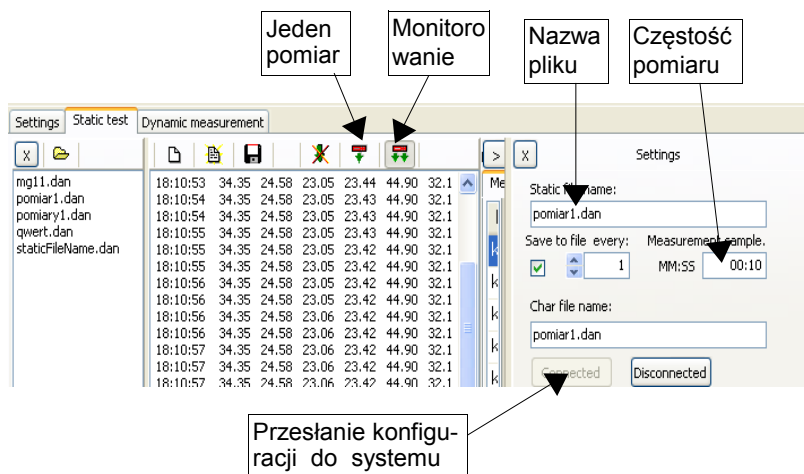 Jeden
pomiar
Monitoro
wanie
Nazwa
pliku
Częstość
pomiaru
Settings Static test Dynamic measurement
X
mg11.dan
pomiar1.dan
pomiary1.dan
qwert.dan
staticFileName.dan
18:10:53 34.35 24.58 23.05 23.44 44.90 32.1
18:10:54 34.35 24.58 23.05 23.43 44.90 32.1
18:10:54 34.35 24.58 23.05 23.43 44.90 32.1
18:10:55 34.35 24.58 23.05 23.43 44.90 32.1
18:10:55 34.35 24.58 23.05 23.42 44.90 32.1
18:10:55 34.35 24.58 23.05 23.42 44.90 32.1
18:10:56 34.35 24.58 23.05 23.42 44.90 32.1
18:10:56 34.35 24.58 23.05 23.42 44.90 32.1
18:10:56 34.35 24.58 23.06 23.42 44.90 32.1
18:10:56 34.35 24.58 23.06 23.42 44.90 32.1
18:10:57 34.35 24.58 23.06 23.42 44.90 32.1
18:10:57 34.35 24.58 23.06 23.42 44.90 32.1
18:10:57 34.35 24.58 23.06 23.42 44.90 32.1
> Me
k
k
k
k
k
X Settings
Static file name:
pomiar1.dan
Save to file every: Measurement sample.
1 MM:SS 00:10
Char file name:
pomiar1.dan
Connected Disconnected
Przesłanie konfigu-
racji do systemu